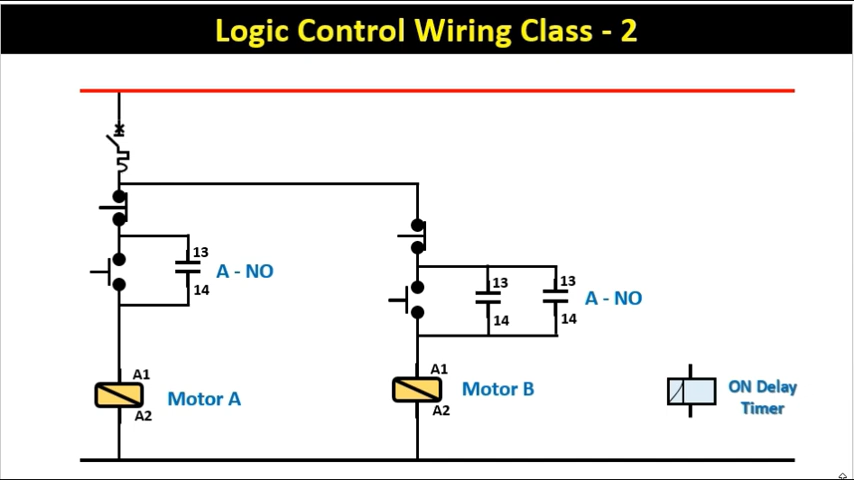 Logic Control Wiring Class - 2
13
A - NO
14
13
13
A - NO
14
14
A1
Motor A
A2
A1
Motor B
A2
ON Delay
Timer